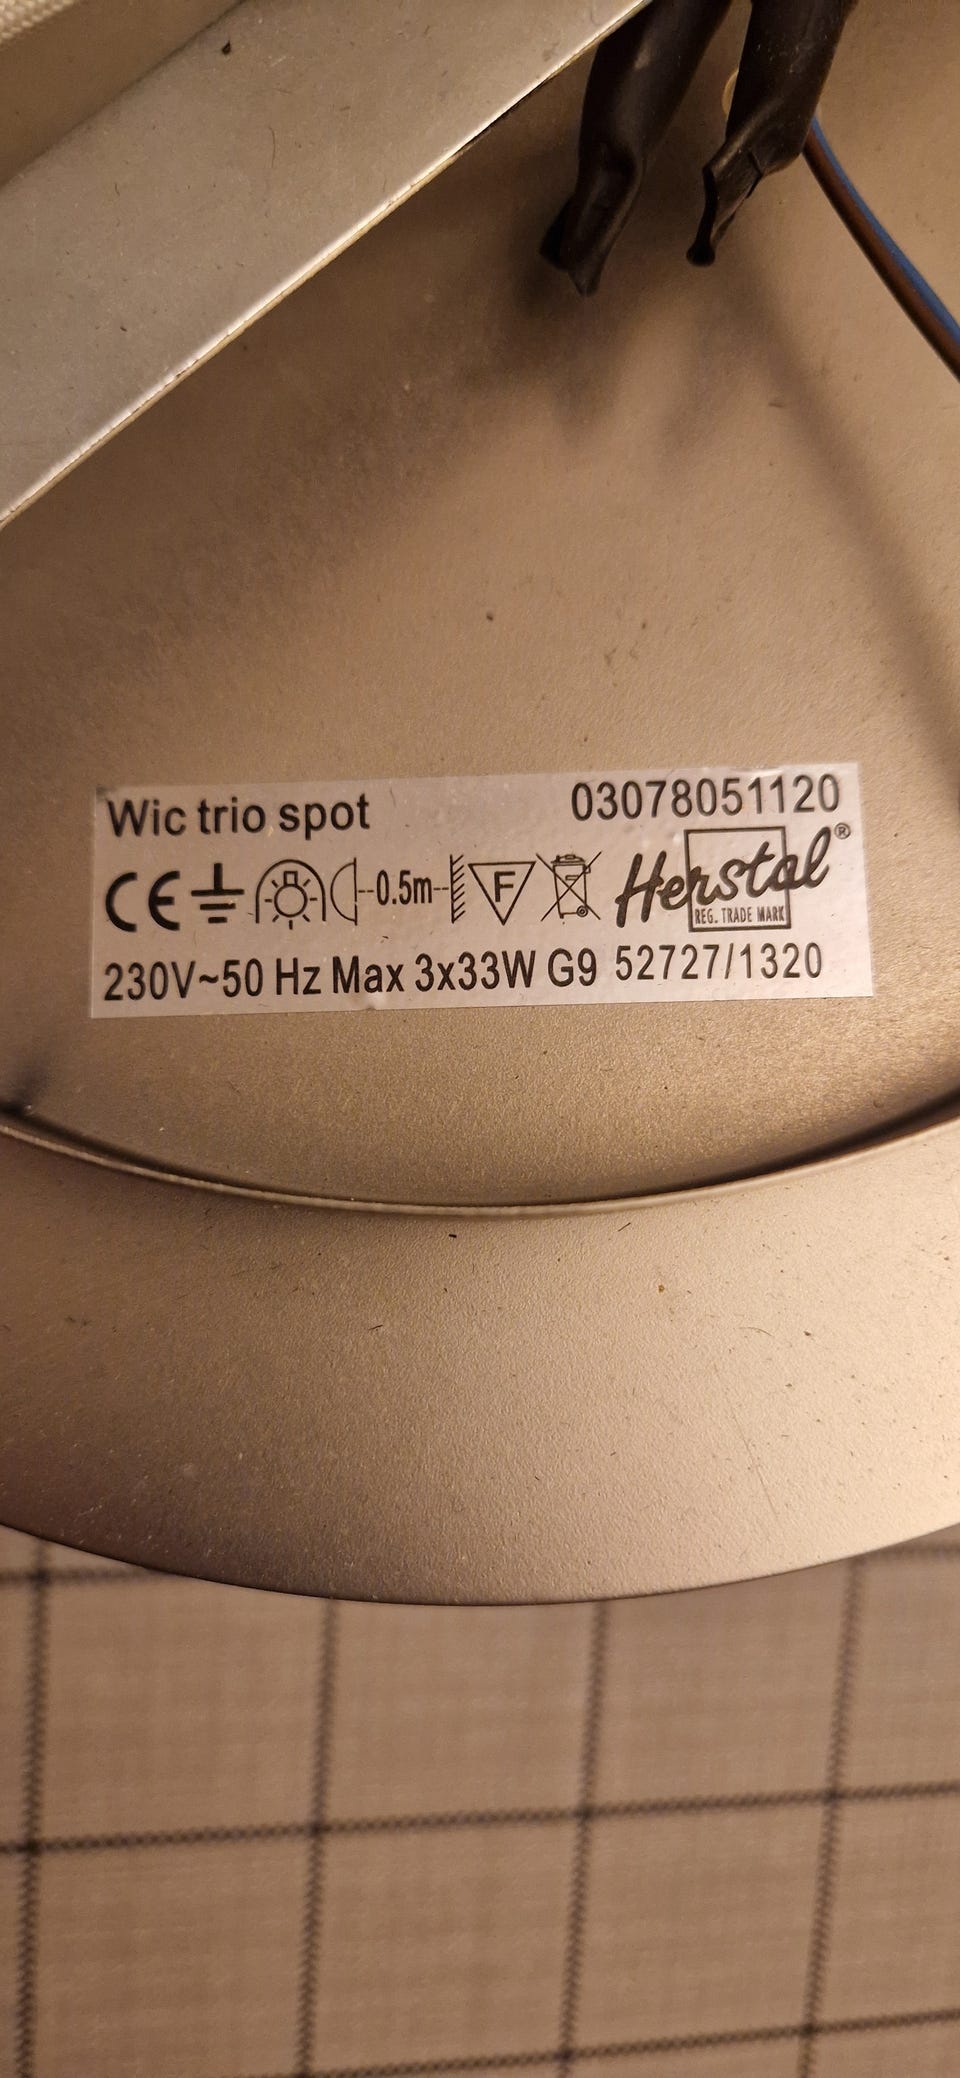 Wic trio spot 03078051120
CE 0.5m F Herstal®
REG. TRADE MARK
230V~50 Hz Max 3x33W G9 52727/1320